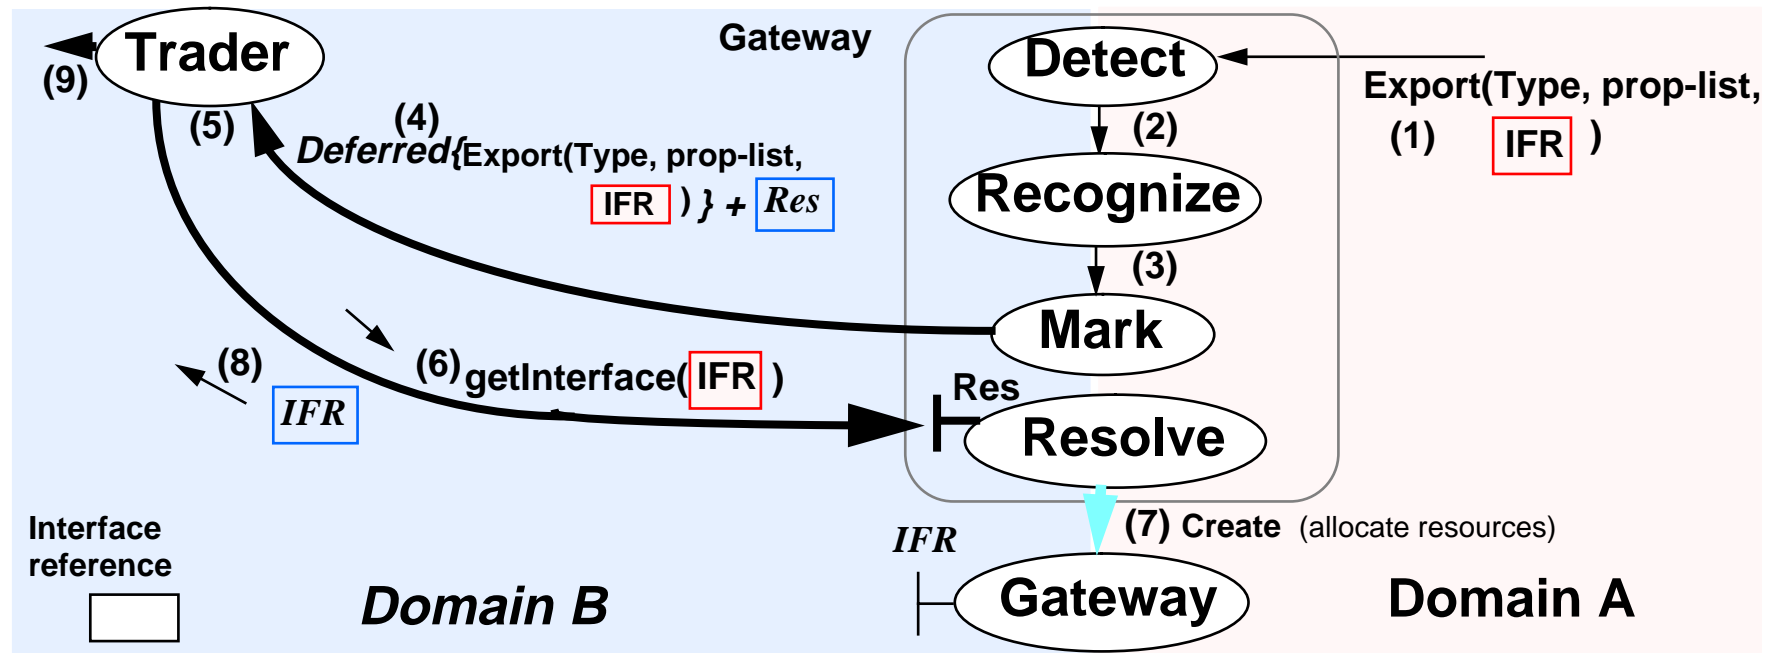 Trader
(9)
(5)
Gateway
Detect
(2)
Export(Type, prop-list,
(1) IFR )
(4)
Deferred{Export(Type, prop-list,
IFR ) } + Res
Recognize
(3)
Mark
(8)
IFR
(6) getInterface( IFR )
Res
Resolve
(7) Create (allocate resources)
Interface
reference
IFR
Gateway
Domain B
Domain A